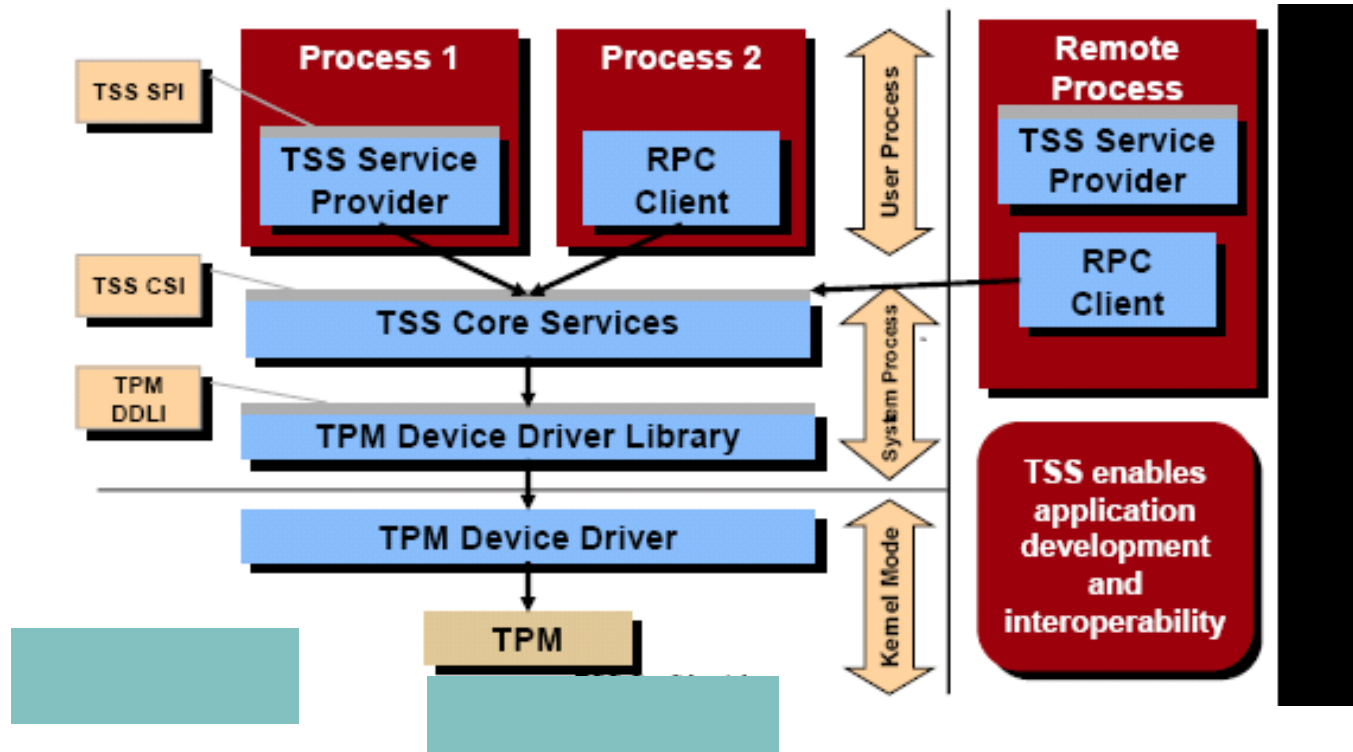 Process 1
Process 2
Remote
Process
TSS SPI
TSS Service
Provider
RPC
Client
User Process
TSS Service
Provider
RPC
Client
TSS CSI
TSS Core Services
System Process
TPM
DDLI
TPM Device Driver Library
TPM Device Driver
Kernel Mode
TPM
TSS enables
application
development
and
interoperability